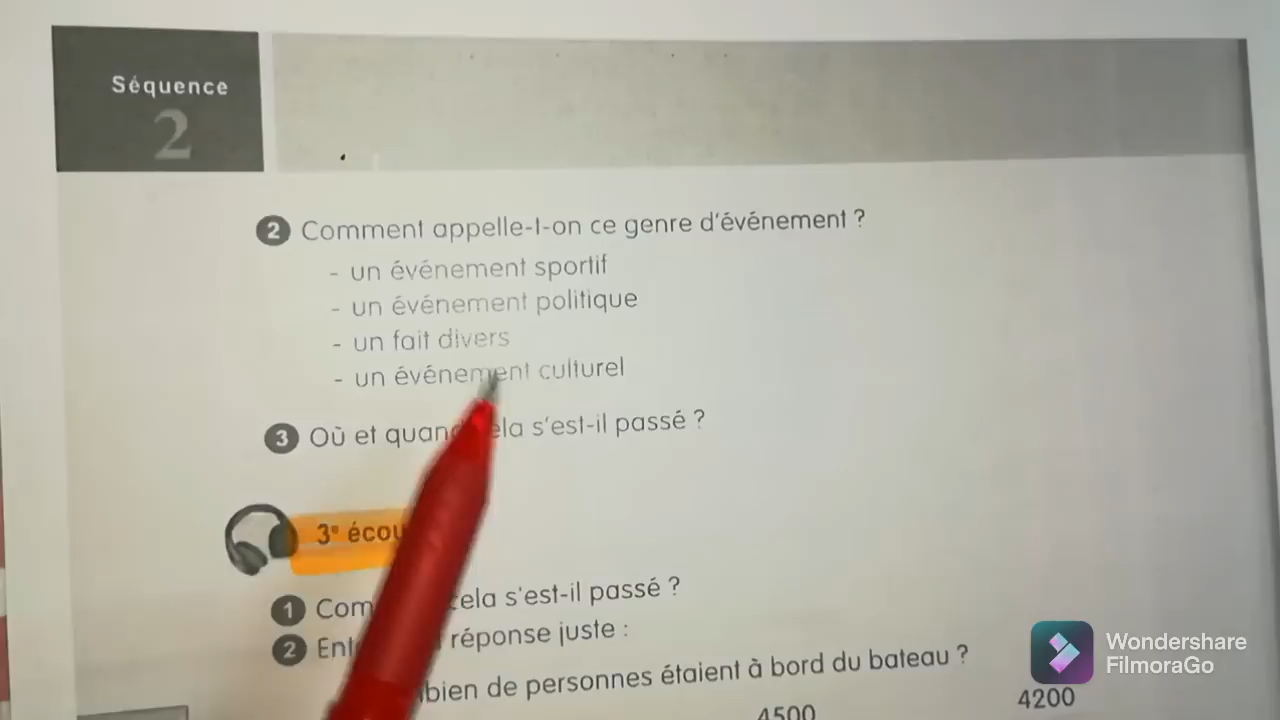 Séquence
2
2 Comment appelle-t-on ce genre d'événement ?
- un événement sportif
- un événement politique
- un fait divers
- un événement culturel
3 Où et quand cela s'est-il passé ?
3e écou
1 Com cela s'est-il passé ?
2 Ent réponse juste :
bien de personnes étaient à bord du bateau ?
4500 4200
Wondershare
FilmoraGo